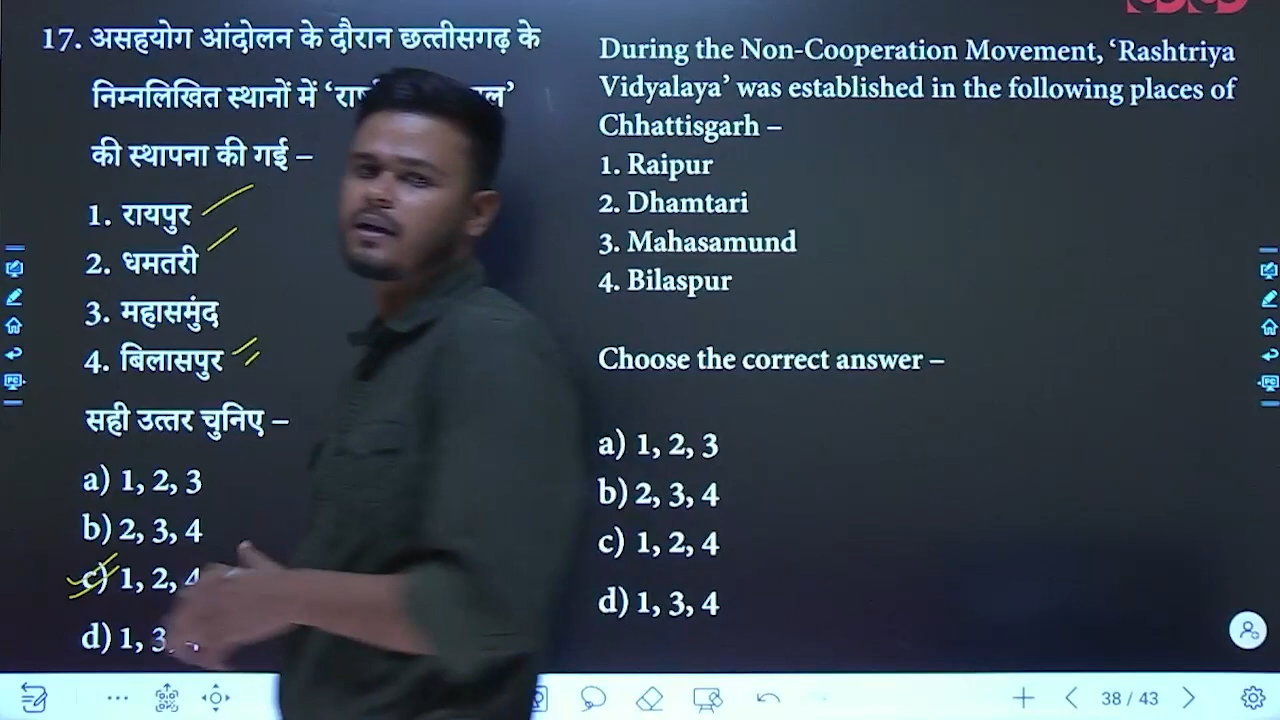 17. असहयोग आंदोलन के दौरान छत्तीसगढ़ के
निम्नलिखित स्थानों में
की स्थापना की गई –
1. रायपुर
2. धमतरी
3. महासमुंद
4. बिलासपुर
सही उत्तर चुनिए –
a) 1, 2, 3
b) 2, 3, 4
c) 1, 2, 4
d) 1, 3,
During the Non-Cooperation Movement, ‘Rashtriya
Vidyalaya’ was established in the following places of
Chhattisgarh –
1. Raipur
2. Dhamtari
3. Mahasamund
4. Bilaspur
Choose the correct answer –
a) 1, 2, 3
b) 2, 3, 4
c) 1, 2, 4
d) 1, 3, 4
38 / 43